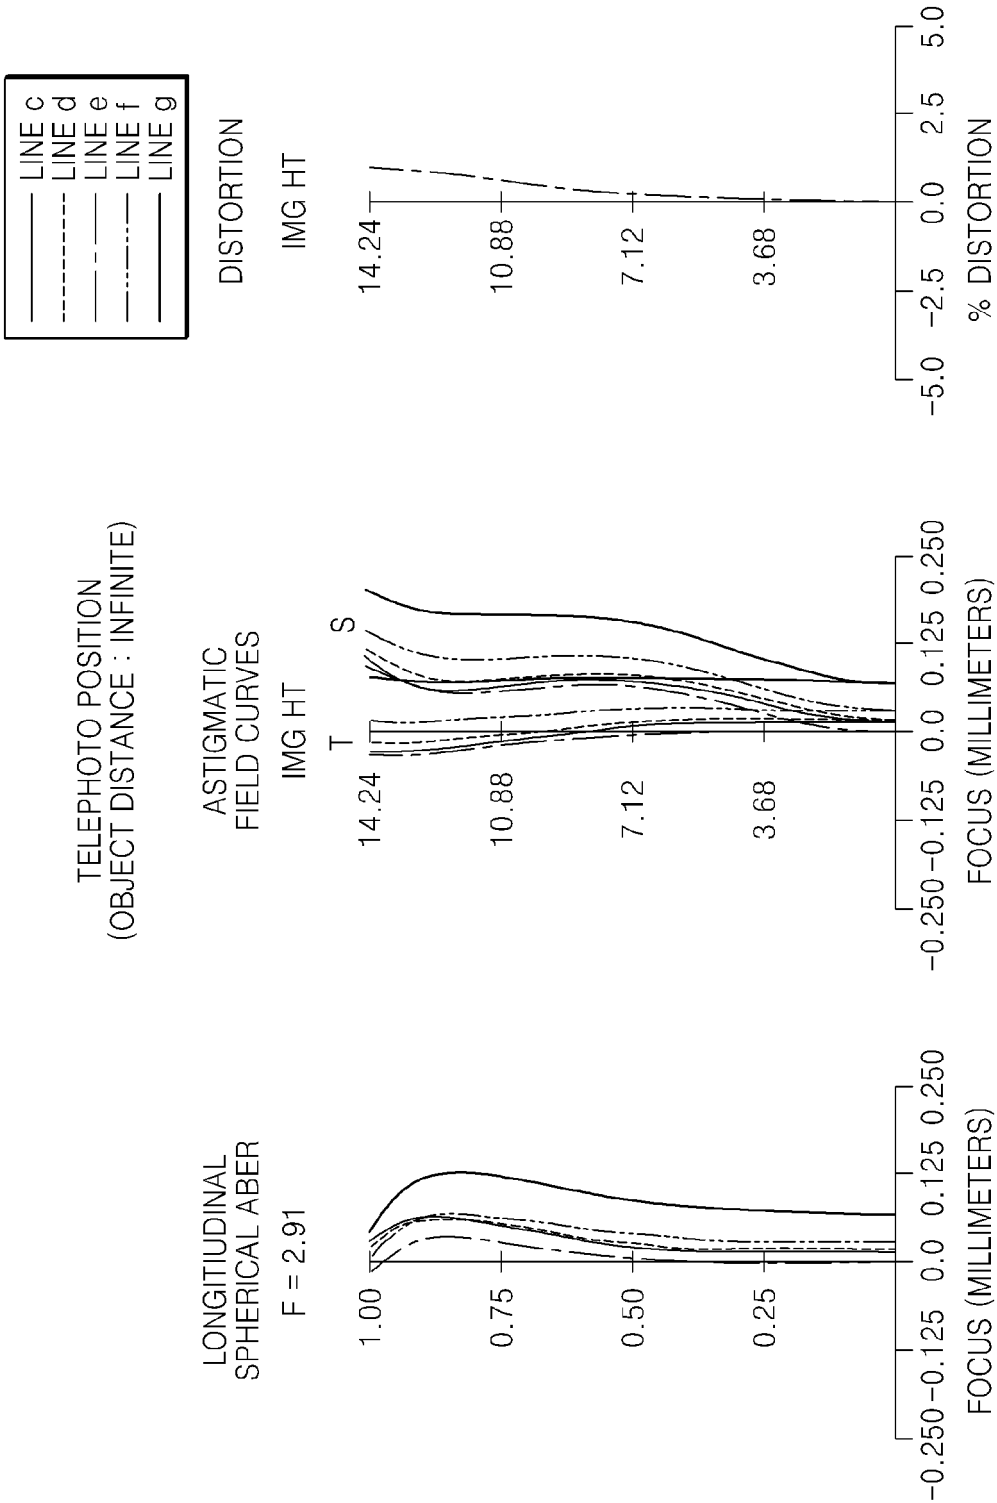 TELEPHOTO POSITION
(OBJECT DISTANCE : INFINITE)
LINE c
LINE d
LINE e
LINE f
LINE g
LONGITIUDINAL
SPHERICAL ABER
F = 2.91
1.00
0.75
0.50
0.25
-0.250 -0.125 0.0 0.125 0.250
FOCUS (MILLIMETERS)
ASTIGMATIC
FIELD CURVES
IMG HT
T S
14.24
10.88
7.12
3.68
-0.250 -0.125 0.0 0.125 0.250
FOCUS (MILLIMETERS)
DISTORTION
IMG HT
14.24
10.88
7.12
3.68
-5.0 -2.5 0.0 2.5 5.0
% DISTORTION